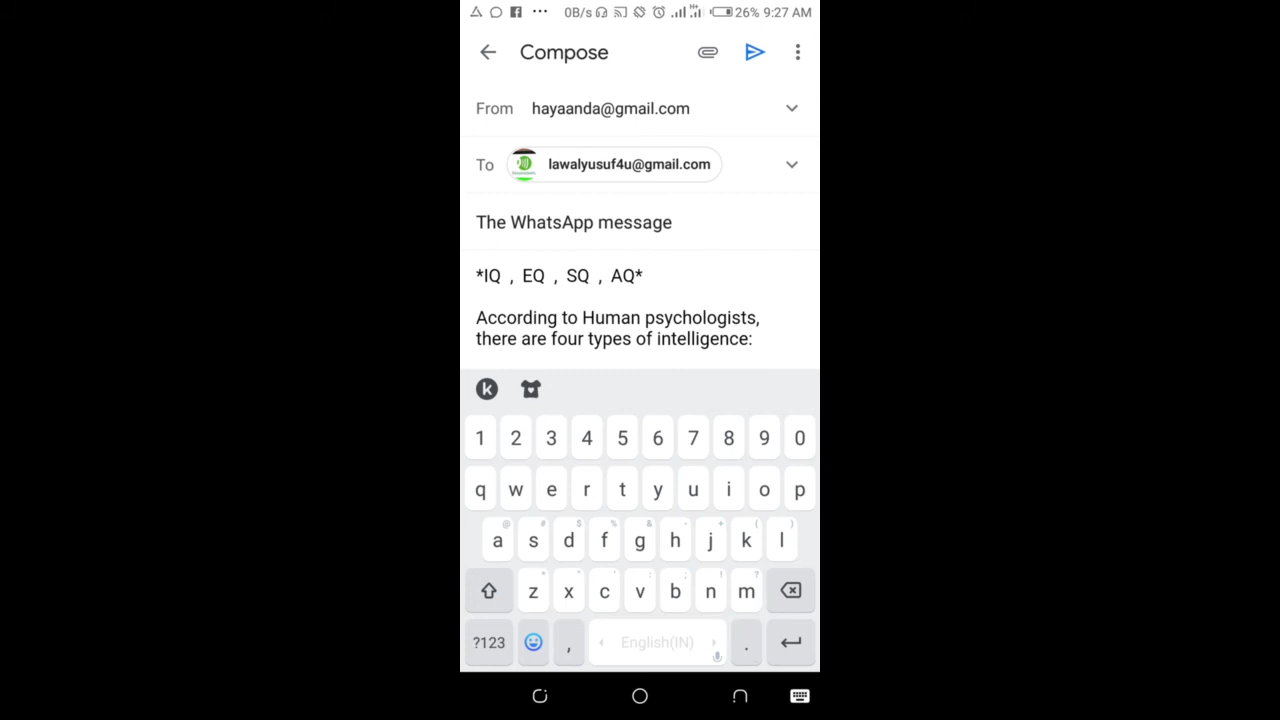 0B/s 26% 9:27 AM
Compose
From hayaanda@gmail.com
To lawalyusuf4u@gmail.com
The WhatsApp message
*IQ , EQ , SQ , AQ*
According to Human psychologists,
there are four types of intelligence:
1 2 3 4 5 6 7 8 9 0
q w e r t y u i o p
a s d f g h j k l
z x c v b n m
?123 , English(IN) .